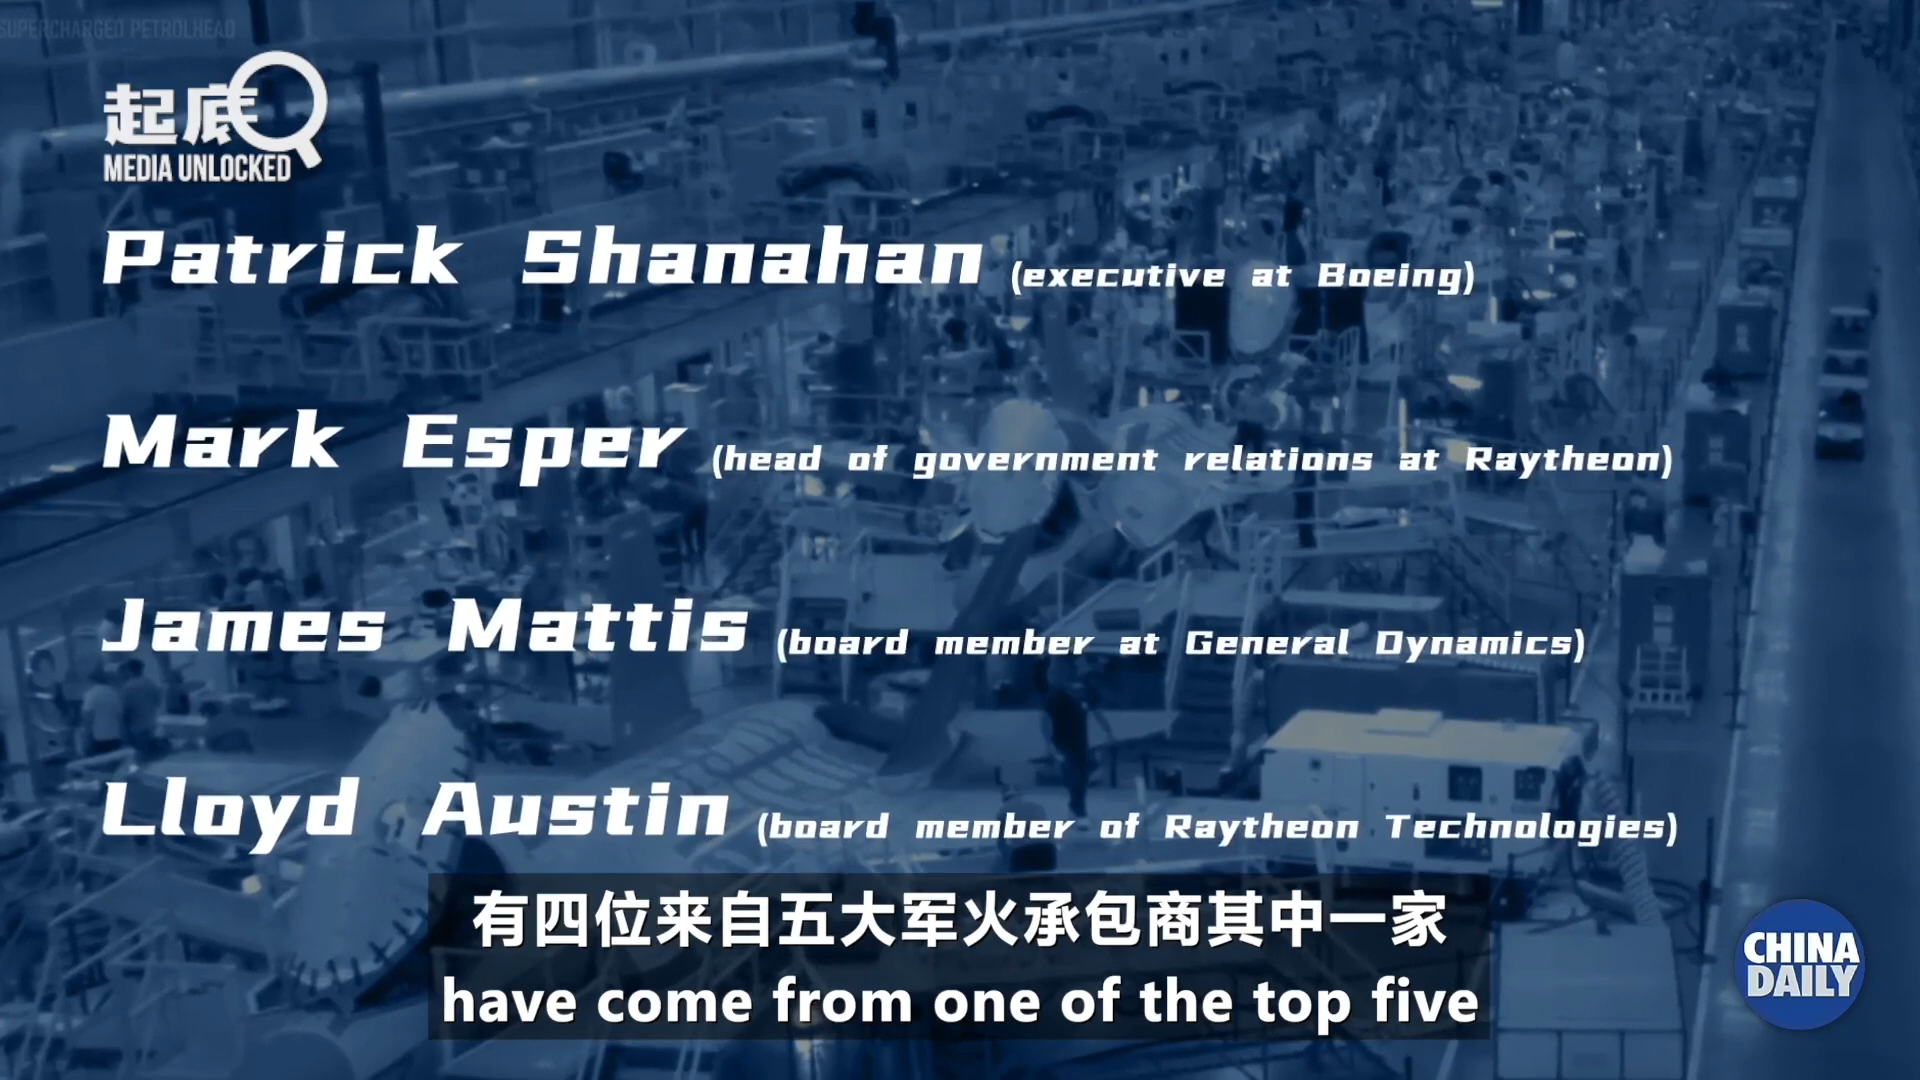 SUPERCHARGED PETROLHEAD
起底
MEDIA UNLOCKED
Patrick Shanahan (executive at Boeing)
Mark Esper (head of government relations at Raytheon)
James Mattis (board member at General Dynamics)
Lloyd Austin (board member of Raytheon Technologies)
有四位来自五大军火承包商其中一家
have come from one of the top five
CHINA
DAILY